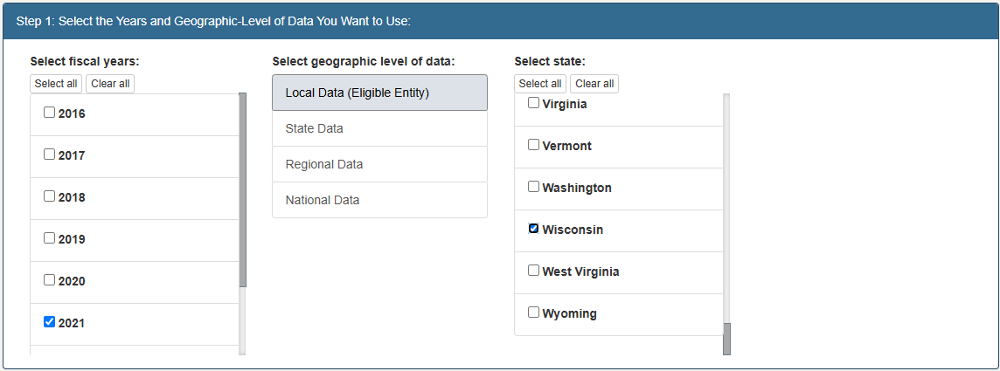 Step 1: Select the Years and Geographic-Level of Data You Want to Use:
Select fiscal years:
Select all Clear all
2016
2017
2018
2019
2020
2021
Select geographic level of data:
Local Data (Eligible Entity)
State Data
Regional Data
National Data
Select state:
Select all Clear all
Virginia
Vermont
Washington
Wisconsin
West Virginia
Wyoming